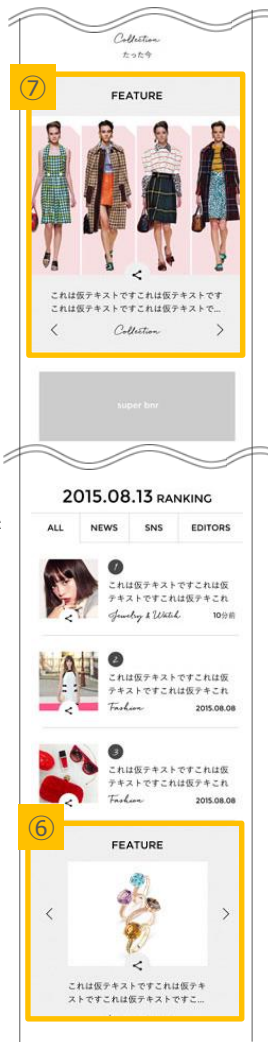 Collection
たった今
⑦
FEATURE
これは仮テキストですこれは仮テキストです
これは仮テキストですこれは仮テキストで...
Collection
super bnr
2015.08.13 RANKING
ALL NEWS SNS EDITORS
1
これは仮テキストですこれは仮
テキストですこれは仮テキこれ
Jewelry & Watch 10分前
2
これは仮テキストですこれは仮
テキストですこれは仮テキこれ
Fashion 2015.08.08
3
これは仮テキストですこれは仮
テキストですこれは仮テキこれ
Fashion 2015.08.08
⑥
FEATURE
これは仮テキストですこれは仮テキ
ストですこれは仮テキストですこ...